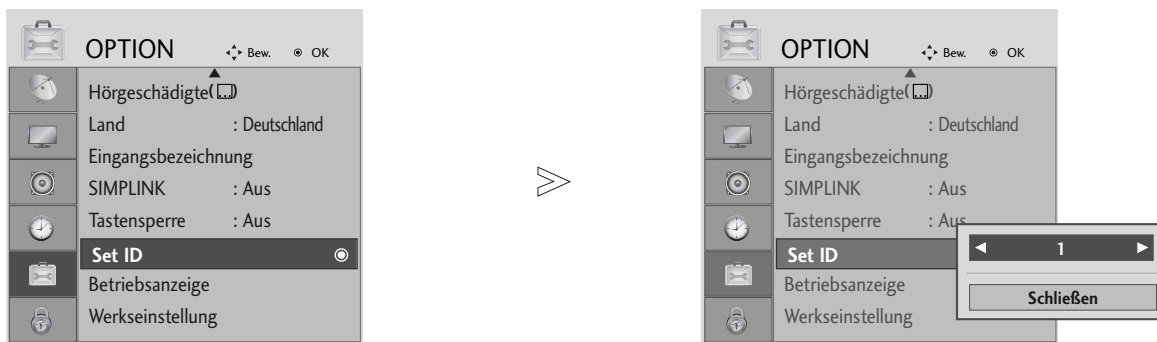 OPTION Bew. OK
Hörgeschädigte( )
Land : Deutschland
Eingangsbezeichnung
SIMPLINK : Aus
Tastensperre : Aus
Set ID
Betriebsanzeige
Werkseinstellung
OPTION Bew. OK
Hörgeschädigte( )
Land : Deutschland
Eingangsbezeichnung
SIMPLINK : Aus
Tastensperre : Aus
Set ID
Betriebsanzeige
Werkseinstellung
◄ 1 ►
Schließen